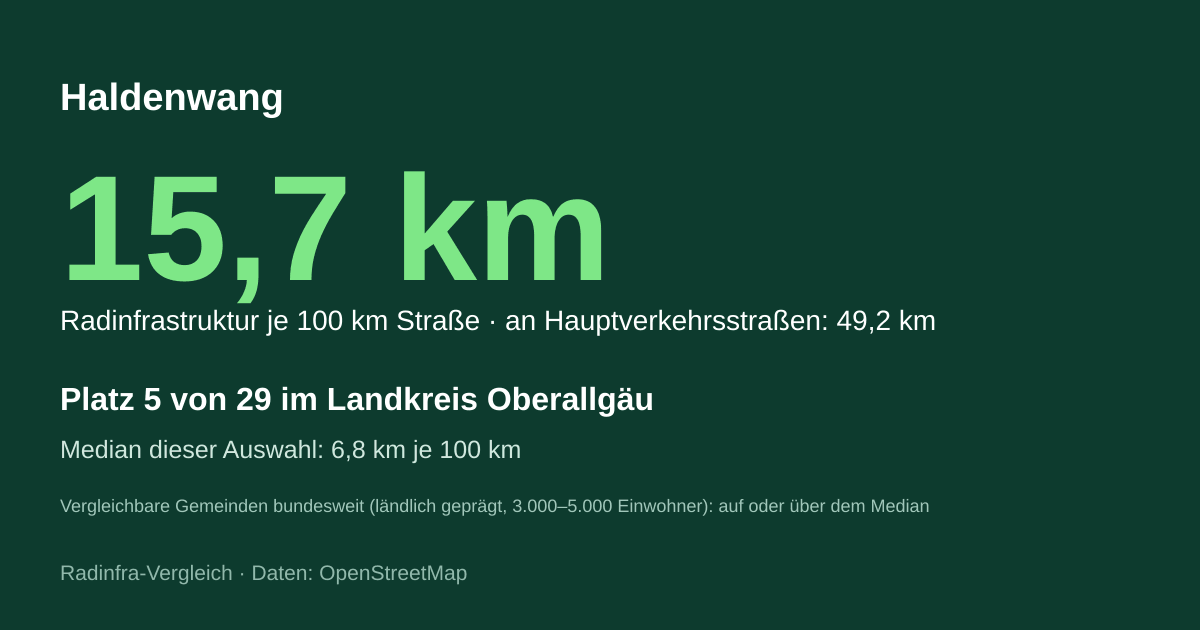 Haldenwang
15,7 km
Radinfrastruktur je 100 km Straße · an Hauptverkehrsstraßen: 49,2 km
Platz 5 von 29 im Landkreis Oberallgäu
Median dieser Auswahl: 6,8 km je 100 km
Vergleichbare Gemeinden bundesweit (ländlich geprägt, 3.000–5.000 Einwohner): auf oder über dem Median
Radinfra-Vergleich · Daten: OpenStreetMap